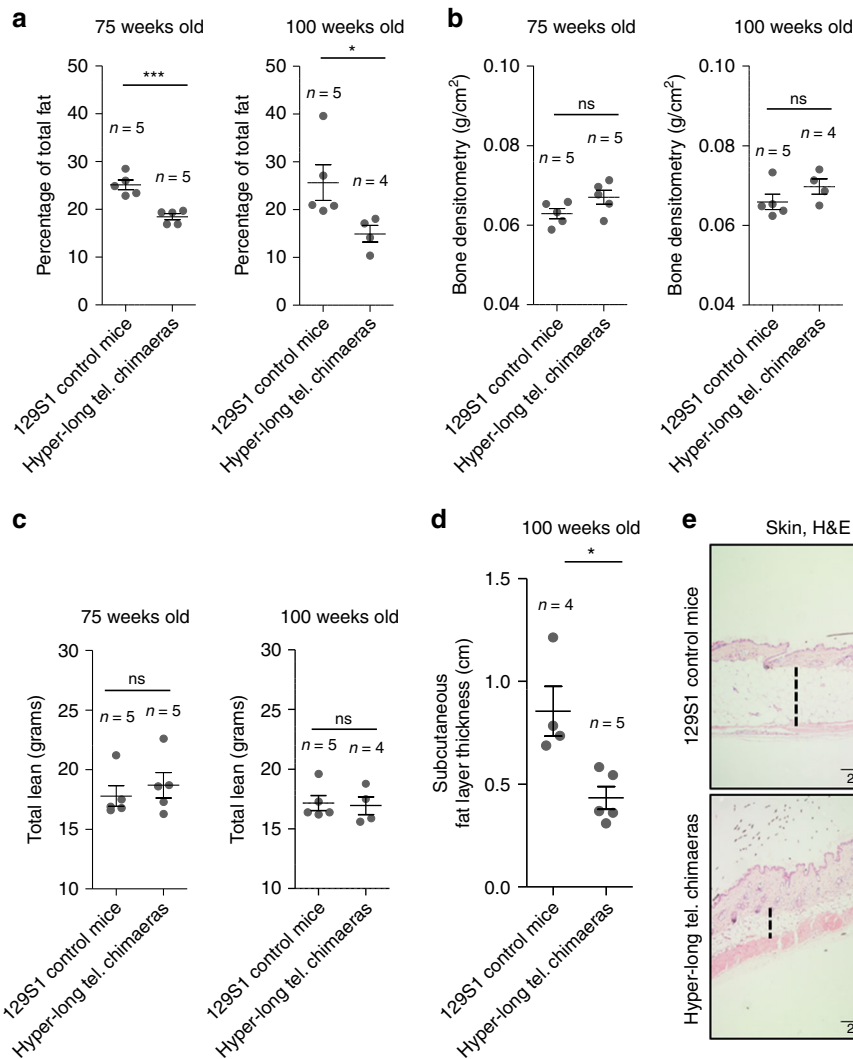 a
75 weeks old
100 weeks old
50
40
30
20
10
0
Percentage of total fat
***
n = 5
n = 5
129S1 control mice
Hyper-long tel. chimaeras
50
40
30
20
10
0
Percentage of total fat
*
n = 5
n = 4
129S1 control mice
Hyper-long tel. chimaeras
b
75 weeks old
100 weeks old
0.10
0.08
0.06
0.04
Bone densitometry (g/cm²)
ns
n = 5
n = 5
129S1 control mice
Hyper-long tel. chimaeras
0.10
0.08
0.06
0.04
Bone densitometry (g/cm²)
ns
n = 5
n = 4
129S1 control mice
Hyper-long tel. chimaeras
c
75 weeks old
100 weeks old
30
25
20
15
10
Total lean (grams)
ns
n = 5
n = 5
129S1 control mice
Hyper-long tel. chimaeras
30
25
20
15
10
Total lean (grams)
ns
n = 5
n = 4
129S1 control mice
Hyper-long tel. chimaeras
d
100 weeks old
1.5
1.0
0.5
0.0
Subcutaneous
fat layer thickness (cm)
*
n = 4
n = 5
129S1 control mice
Hyper-long tel. chimaeras
e
Skin, H&E
129S1 control mice
2
Hyper-long tel. chimaeras
2